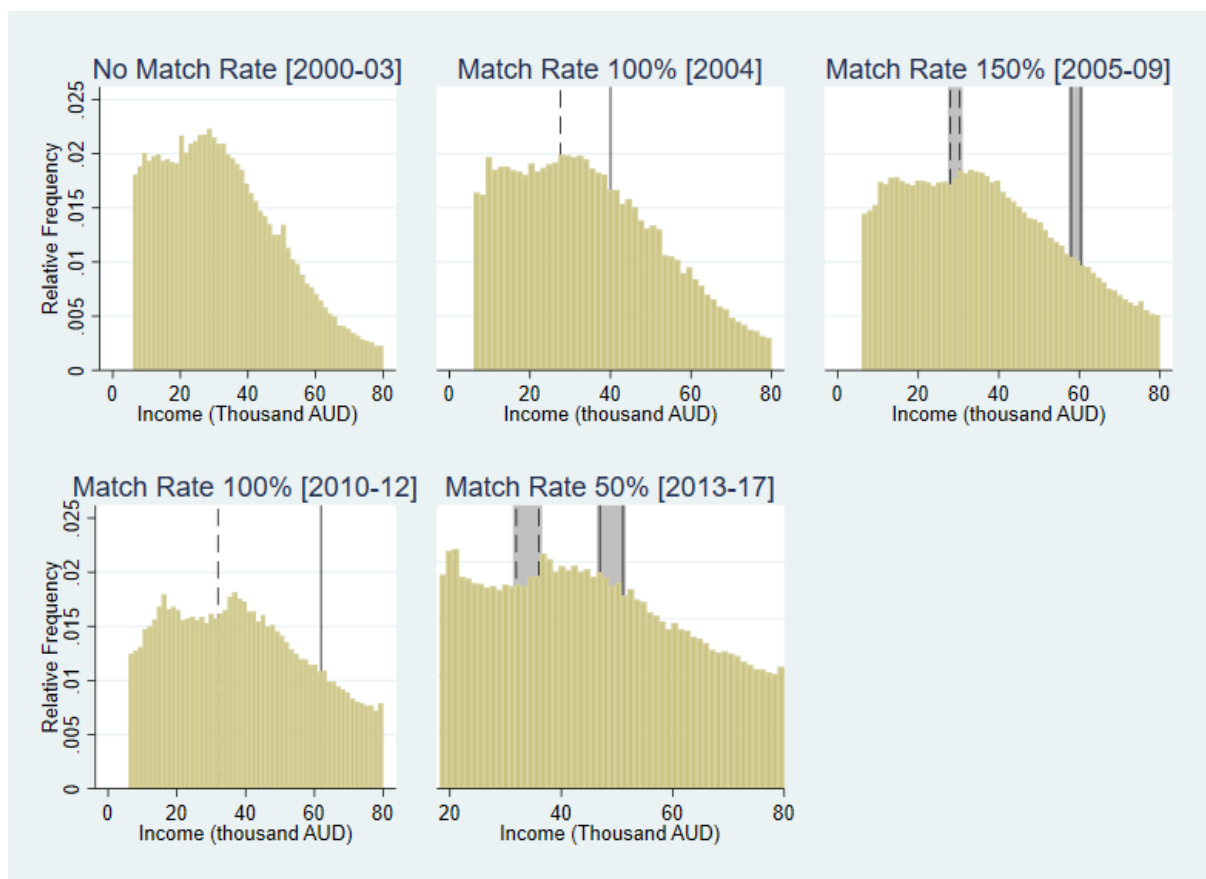 No Match Rate [2000-03]
Match Rate 100% [2004]
Match Rate 150% [2005-09]
Relative Frequency
0 .005 .01 .015 .02 .025
0 20 40 60 80
Income (Thousand AUD)
0 20 40 60 80
Income (thousand AUD)
0 20 40 60 80
Income (thousand AUD)
Match Rate 100% [2010-12]
Match Rate 50% [2013-17]
Relative Frequency
0 .005 .01 .015 .02 .025
0 20 40 60 80
Income (thousand AUD)
20 40 60 80
Income (Thousand AUD)